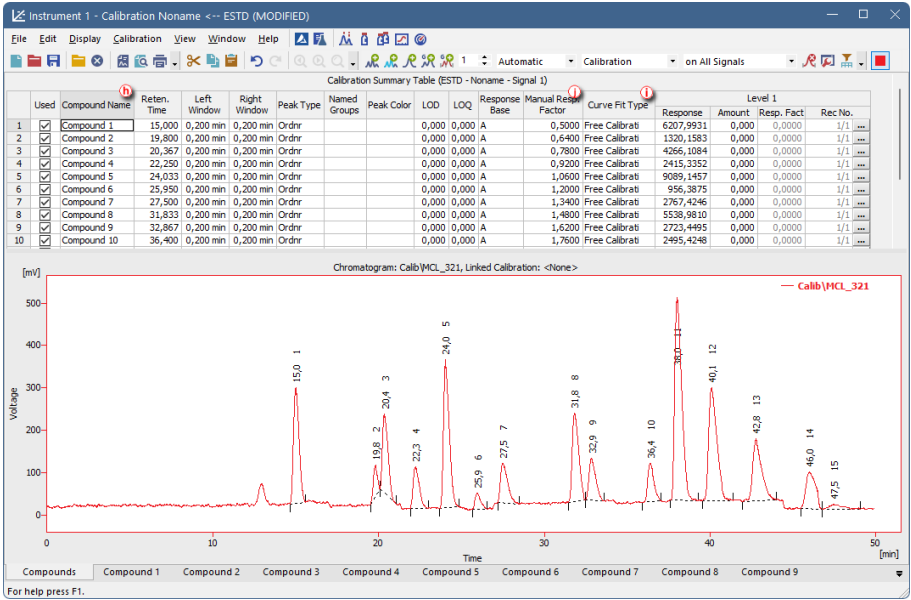 Instrument 1 - Calibration Noname <-- ESTD (MODIFIED)
File Edit Display Calibration View Window Help
1 Automatic Calibration on All Signals
Calibration Summary Table (ESTD - Noname - Signal 1)
h j i
Used Compound Name Reten. Time Left Window Right Window Peak Type Named Groups Peak Color LOD LOQ Response Base Manual Resp. Factor Curve Fit Type Level 1
Response Amount Resp. Fact Rec No.
1 Compound 1 15,000 0,200 min 0,200 min Ordnr 0,000 0,000 A 0,5000 Free Calibrati 6207,9931 0,000 0,0000 1/1 ...
2 Compound 2 19,800 0,200 min 0,200 min Ordnr 0,000 0,000 A 0,6400 Free Calibrati 1320,1583 0,000 0,0000 1/1 ...
3 Compound 3 20,367 0,200 min 0,200 min Ordnr 0,000 0,000 A 0,7800 Free Calibrati 4266,1084 0,000 0,0000 1/1 ...
4 Compound 4 22,250 0,200 min 0,200 min Ordnr 0,000 0,000 A 0,9200 Free Calibrati 2415,3352 0,000 0,0000 1/1 ...
5 Compound 5 24,033 0,200 min 0,200 min Ordnr 0,000 0,000 A 1,0600 Free Calibrati 9089,1457 0,000 0,0000 1/1 ...
6 Compound 6 25,950 0,200 min 0,200 min Ordnr 0,000 0,000 A 1,2000 Free Calibrati 956,3875 0,000 0,0000 1/1 ...
7 Compound 7 27,500 0,200 min 0,200 min Ordnr 0,000 0,000 A 1,3400 Free Calibrati 2767,4246 0,000 0,0000 1/1 ...
8 Compound 8 31,833 0,200 min 0,200 min Ordnr 0,000 0,000 A 1,4800 Free Calibrati 5538,9810 0,000 0,0000 1/1 ...
9 Compound 9 32,867 0,200 min 0,200 min Ordnr 0,000 0,000 A 1,6200 Free Calibrati 2723,4495 0,000 0,0000 1/1 ...
10 Compound 10 36,400 0,200 min 0,200 min Ordnr 0,000 0,000 A 1,7600 Free Calibrati 2495,4248 0,000 0,0000 1/1 ...
Chromatogram: Calib\MCL_321, Linked Calibration: <None>
[mV]
Calib\MCL_321
500
400
300
200
100
0
Voltage
15,0 1
19,8 2
20,4 3
22,3 4
24,0 5
25,9 6
27,5 7
31,8 8
32,9 9
36,4 10
38,0 11
40,1 12
42,8 13
46,0 14
47,5 15
0 10 20 30 40 50
Time
[min]
Compounds Compound 1 Compound 2 Compound 3 Compound 4 Compound 5 Compound 6 Compound 7 Compound 8 Compound 9
For help press F1.